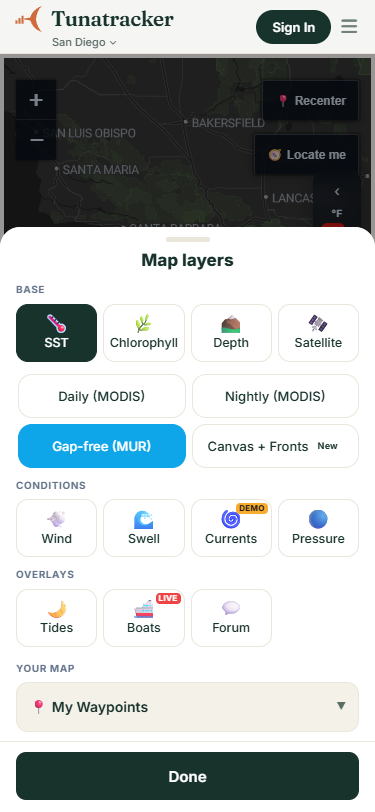 Tunatracker
San Diego
Sign In
+
Recenter
BAKERSFIELD
SAN LUIS OBISPO
−
Locate me
SANTA MARIA
LANCAS
°F
SANTA BARBARA
Map layers
BASE
SST
Chlorophyll
Depth
Satellite
Daily (MODIS)
Nightly (MODIS)
Gap-free (MUR)
Canvas + Fronts New
CONDITIONS
DEMO
Wind
Swell
Currents
Pressure
OVERLAYS
LIVE
Tides
Boats
Forum
YOUR MAP
My Waypoints
Done